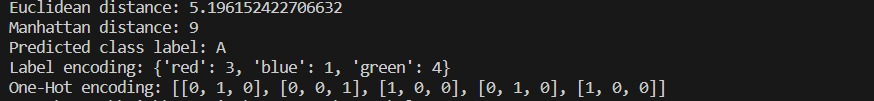 Euclidean distance: 5.196152422706632
Manhattan distance: 9
Predicted class label: A
Label encoding: {'red': 3, 'blue': 1, 'green': 4}
One-Hot encoding: [[0, 1, 0], [0, 0, 1], [1, 0, 0], [0, 1, 0], [1, 0, 0]]